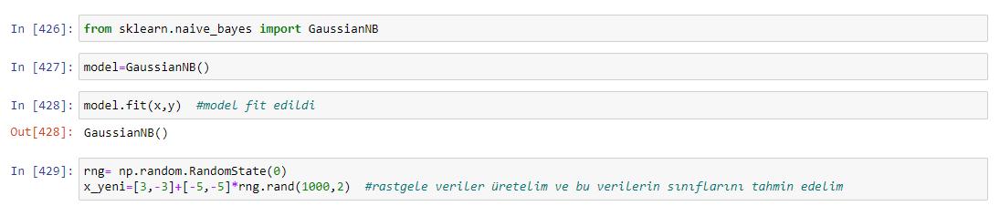 In [426]: from sklearn.naive_bayes import GaussianNB
In [427]: model=GaussianNB()
In [428]: model.fit(x,y)  #model fit edildi
Out[428]: GaussianNB()
In [429]: rng= np.random.RandomState(0)
x_yeni=[3,-3]+[-5,-5]*rng.rand(1000,2)  #rastgele veriler üretelim ve bu verilerin sınıflarını tahmin edelim